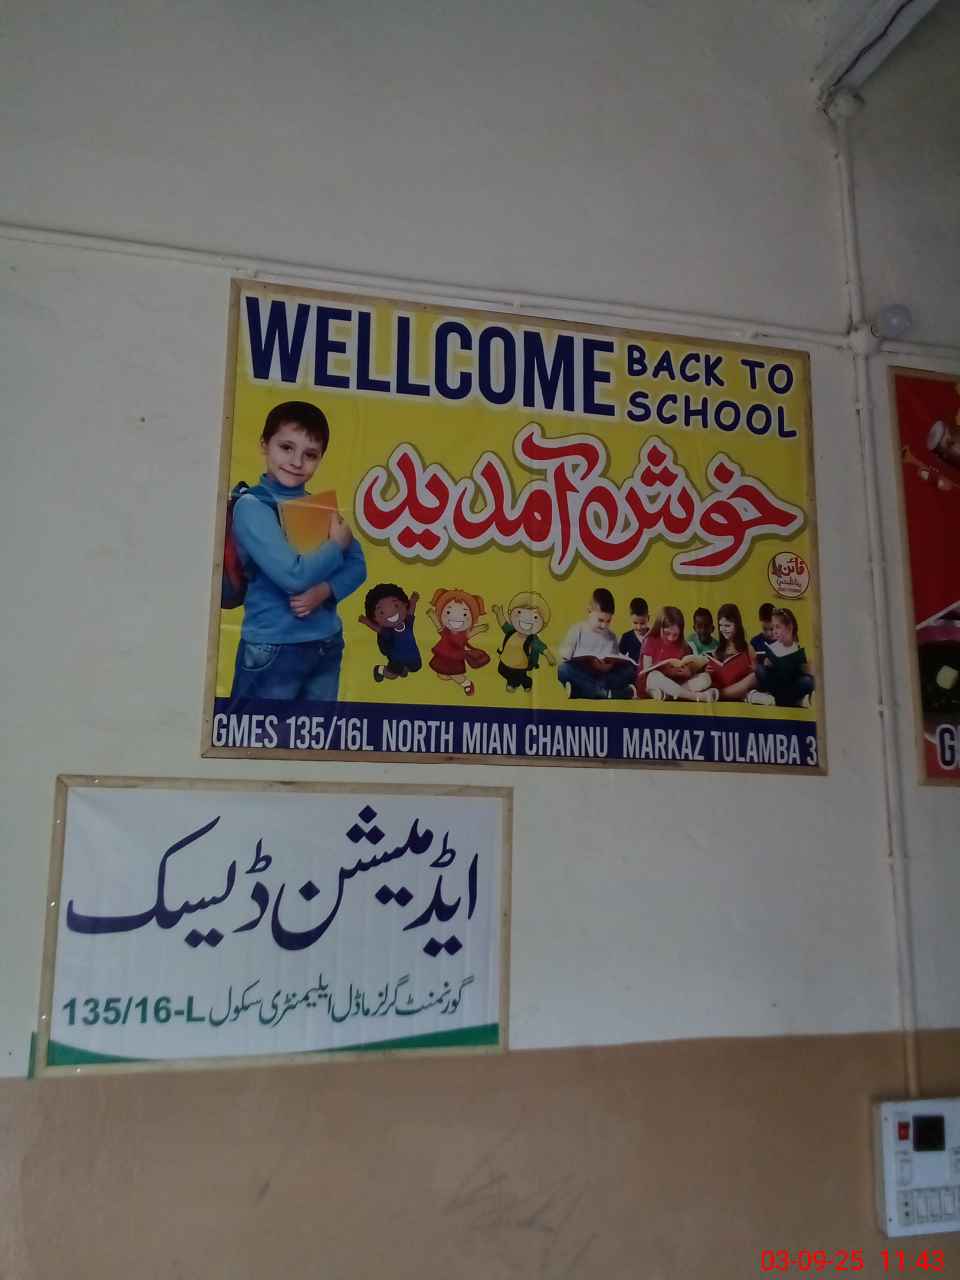 WELLCOME BACK TO
SCHOOL
خوش آمدید
GMES 135/16L NORTH MIAN CHANNU MARKAZ TULAMBA 3
ایڈمیشن ڈیسک
گورنمنٹ گرلز ماڈل ایلیمنٹری سکول 135/16-L
03-09-25 11:43